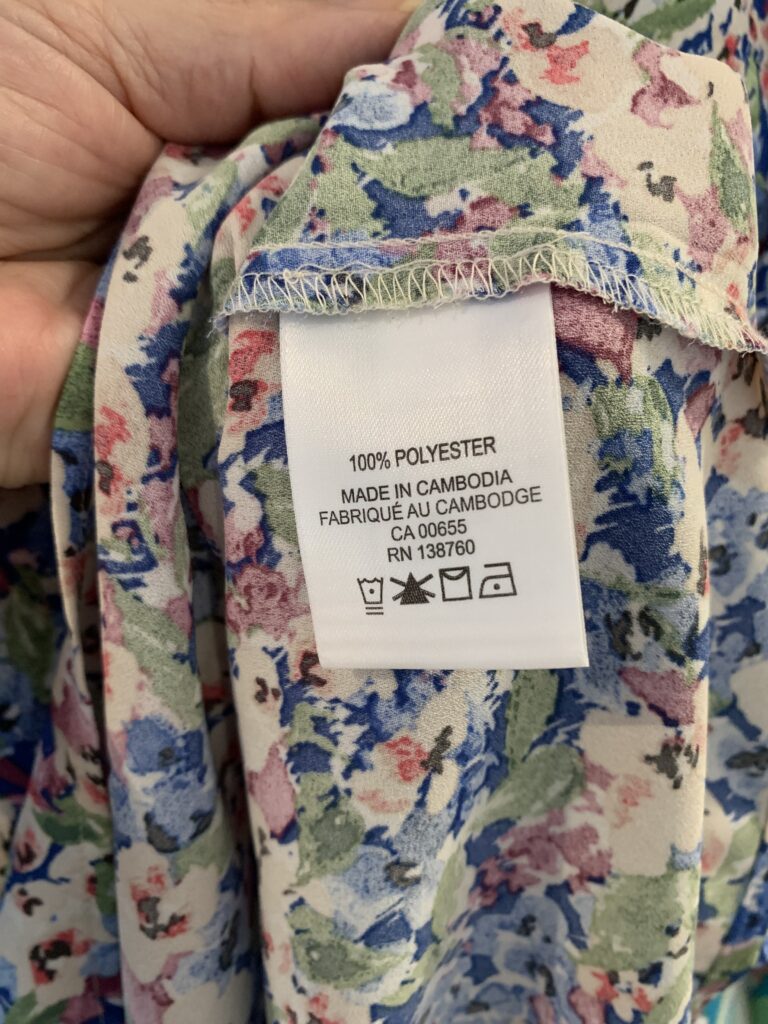 100% POLYESTER
MADE IN CAMBODIA
FABRIQUÉ AU CAMBODGE
CA 00655
RN 138760